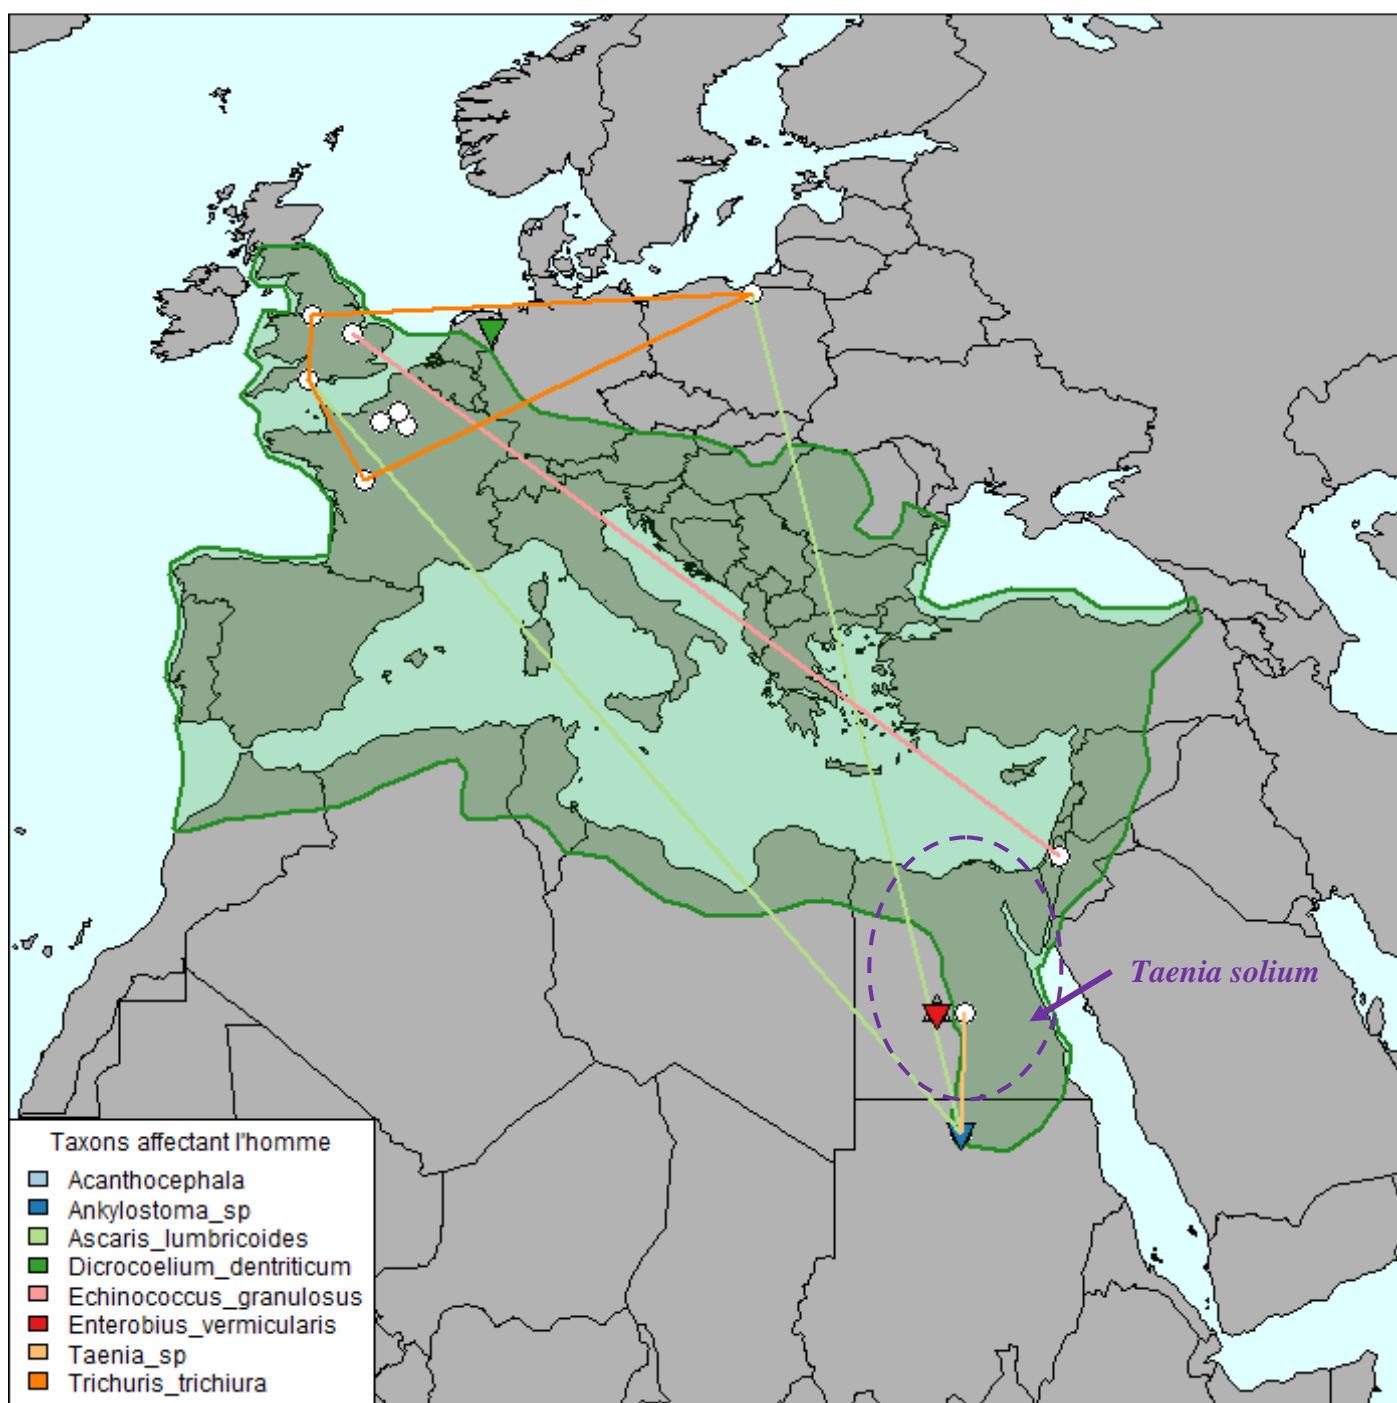 Taenia solium
Taxons affectant l'homme
Acanthocephala
Ankylostoma_sp
Ascaris_lumbricoides
Dicrocoelium_dentriticum
Echinococcus_granulosus
Enterobius_vermicularis
Taenia_sp
Trichuris_trichiura